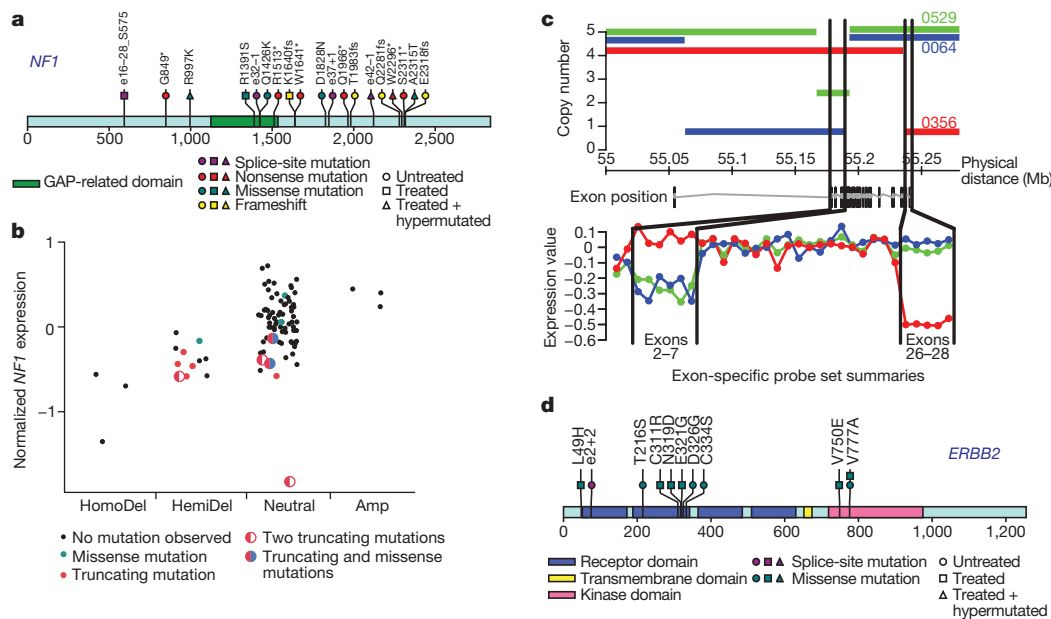 a
NF1
e16–28_S575
G849*
R997K
R1391S
e32–1
Q1426K
R1513*
K1640fs
W1641*
D1828N
e37+1
Q1966*
T1983fs
e42–1
Q2281fs
W2296*
S2311*
A2315T
E2318fs
0 500 1,000 1,500 2,000 2,500
GAP-related domain
Splice-site mutation
Nonsense mutation
Missense mutation
Frameshift
Untreated
Treated
Treated +
hypermutated
b
Normalized NF1 expression
1
0
−1
HomoDel HemiDel Neutral Amp
No mutation observed
Missense mutation
Truncating mutation
Two truncating mutations
Truncating and missense
mutations
c
Copy number
5
4
3
2
1
0
0529
0064
0356
55 55.05 55.1 55.15 55.2 55.25
Physical
distance (Mb)
Exon position
Expression value
0.1
0
−0.1
−0.2
−0.3
−0.4
−0.5
−0.6
Exons
2–7
Exons
26–28
Exon-specific probe set summaries
d
L49H
e2+2
T216S
C311R
N319D
E321G
D326G
C334S
V750E
V777A
ERBB2
0 200 400 600 800 1,000 1,200
Receptor domain
Transmembrane domain
Kinase domain
Splice-site mutation
Missense mutation
Untreated
Treated
Treated +
hypermutated